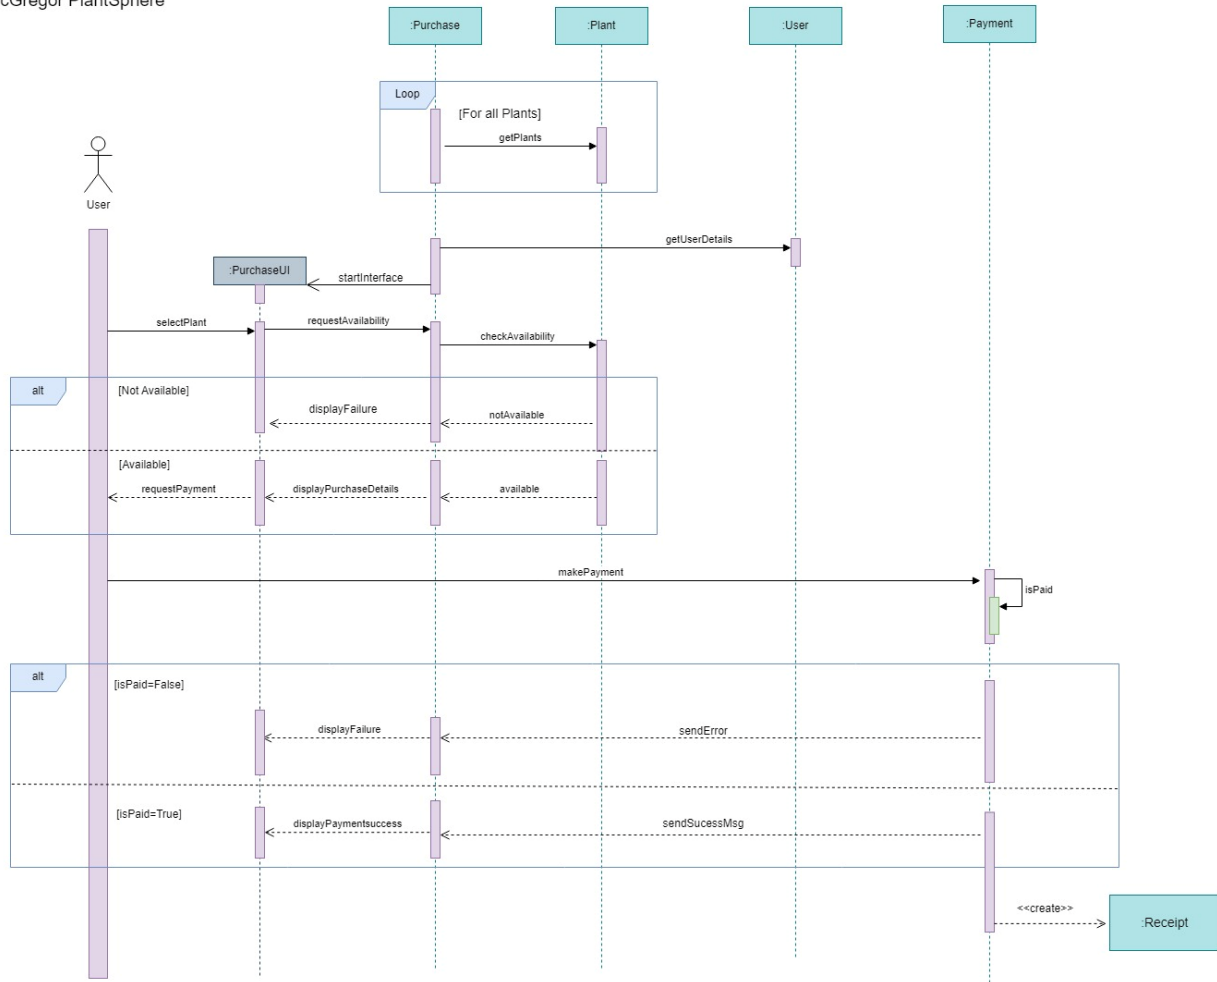 cGregor PlantSphere
:Purchase
:Plant
:User
:Payment
Loop
[For all Plants]
getPlants
User
getUserDetails
:PurchaseUI
startInterface
selectPlant
requestAvailability
checkAvailability
alt
[Not Available]
displayFailure
notAvailable
[Available]
requestPayment
displayPurchaseDetails
available
makePayment
isPaid
alt
[isPaid=False]
displayFailure
sendError
[isPaid=True]
displayPaymentsuccess
sendSucessMsg
<<create>>
:Receipt